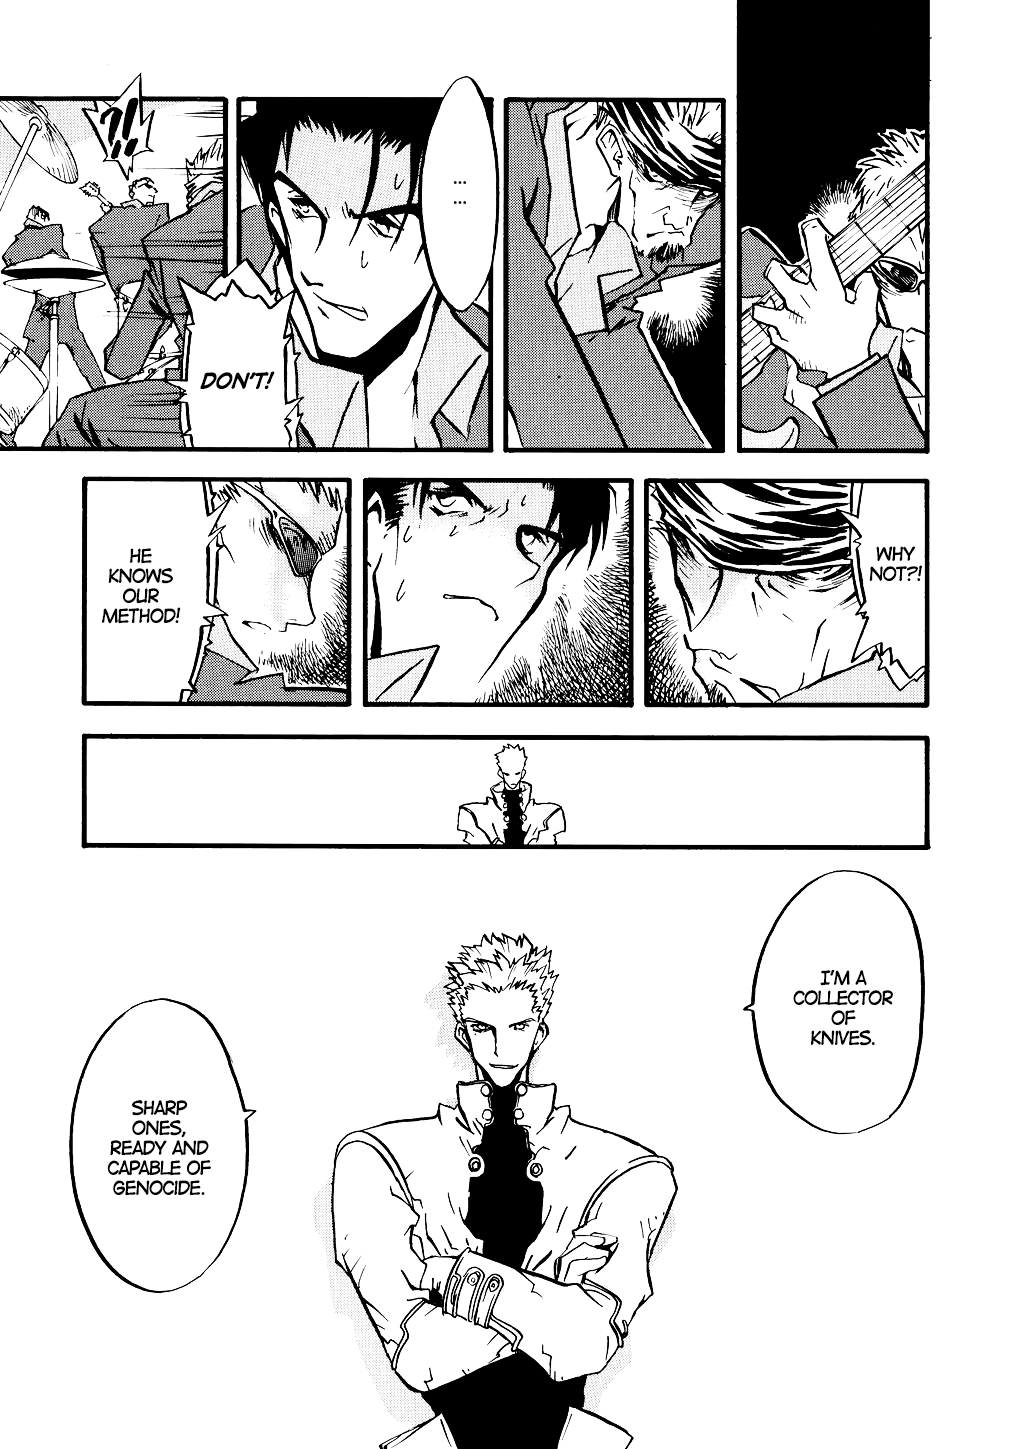 ...
...
DON'T!
?!!
WHY
NOT?!
HE
KNOWS
OUR
METHOD!
I'M A
COLLECTOR
OF
KNIVES.
SHARP
ONES,
READY AND
CAPABLE OF
GENOCIDE.